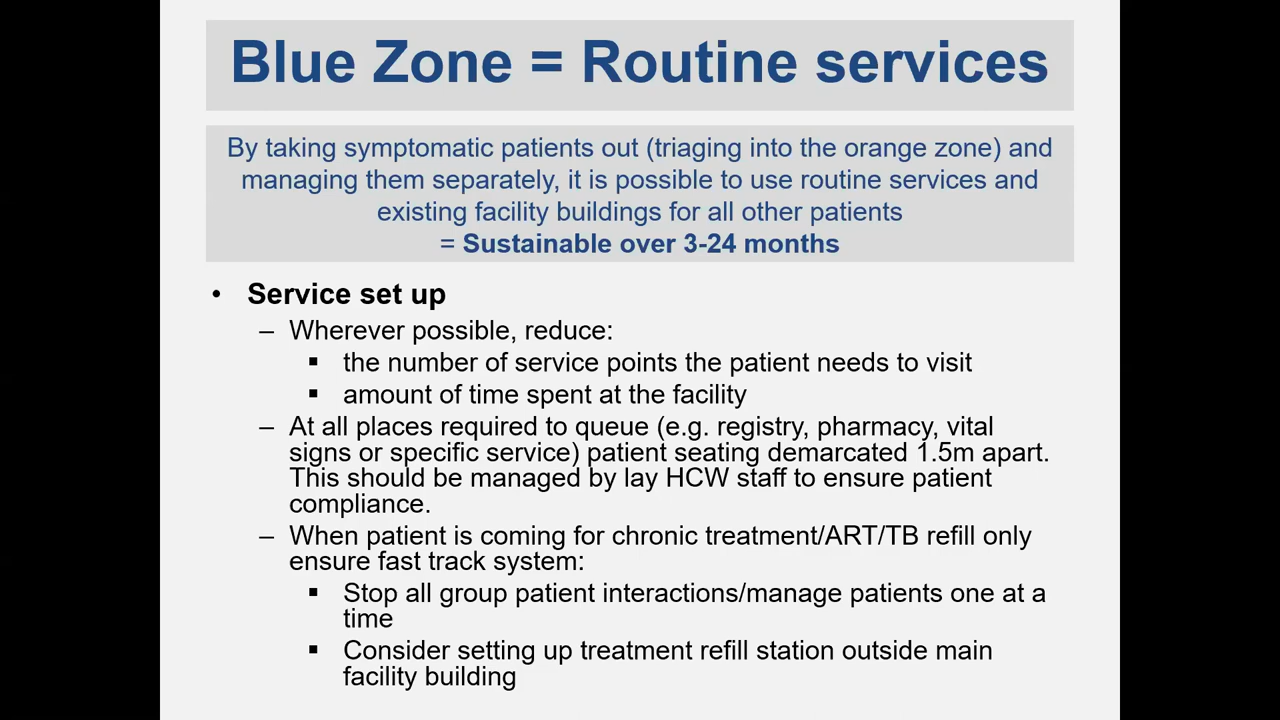 Blue Zone = Routine services
By taking symptomatic patients out (triaging into the orange zone) and
managing them separately, it is possible to use routine services and
existing facility buildings for all other patients
= Sustainable over 3-24 months
• Service set up
– Wherever possible, reduce:
▪ the number of service points the patient needs to visit
▪ amount of time spent at the facility
– At all places required to queue (e.g. registry, pharmacy, vital
signs or specific service) patient seating demarcated 1.5m apart.
This should be managed by lay HCW staff to ensure patient
compliance.
– When patient is coming for chronic treatment/ART/TB refill only
ensure fast track system:
▪ Stop all group patient interactions/manage patients one at a
time
▪ Consider setting up treatment refill station outside main
facility building